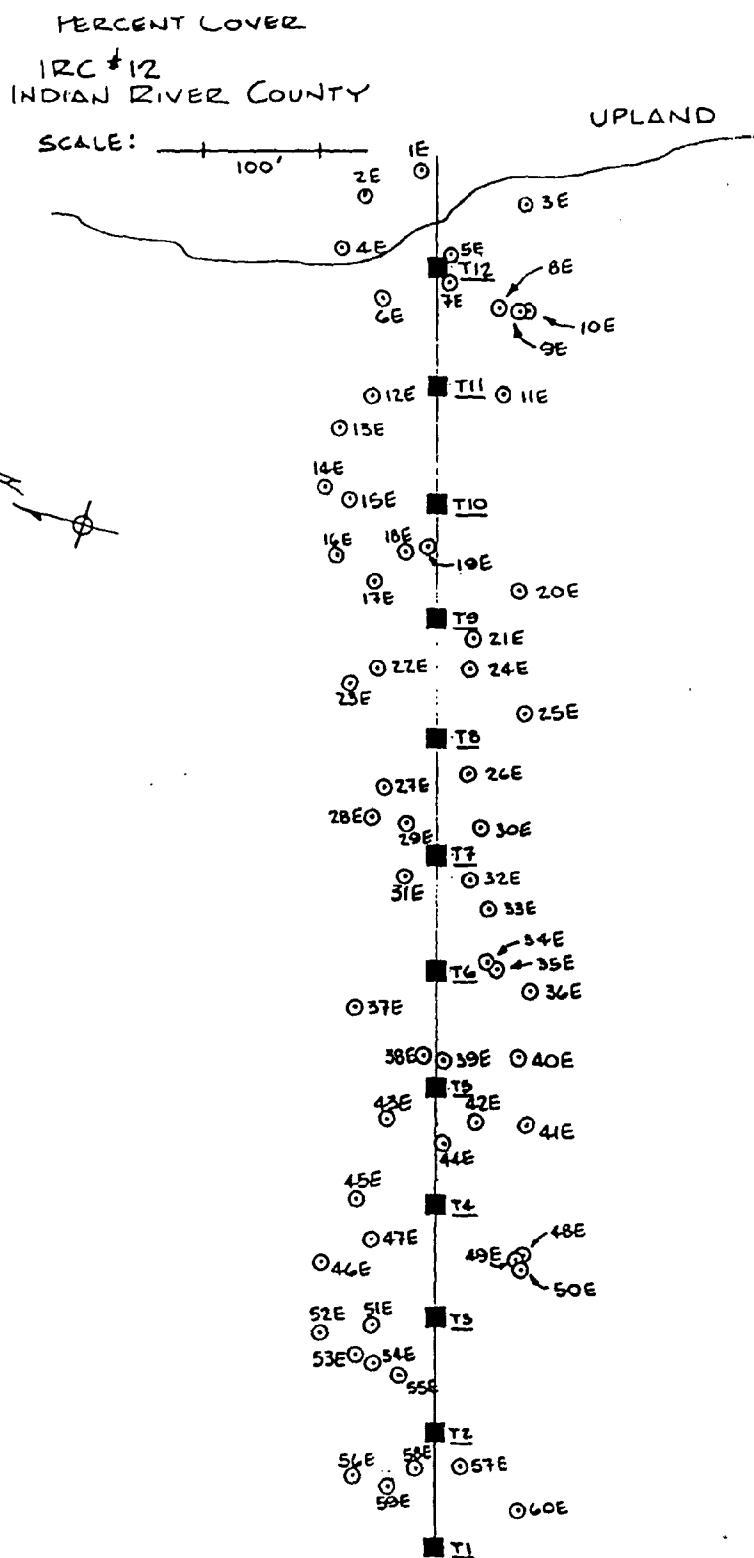 PERCENT COVER
IRC #12
INDIAN RIVER COUNTY
UPLAND
SCALE:
100'
1E
2E
3E
4E
5E
T12
8E
7E
6E
10E
9E
T11
12E
11E
13E
14E
15E
T10
N
16E
18E
19E
17E
20E
T9
21E
22E
24E
23E
25E
T8
26E
27E
28E
29E
30E
T7
31E
32E
33E
34E
35E
T6
36E
37E
38E
39E
40E
T5
43E
42E
41E
44E
45E
T4
47E
48E
49E
46E
50E
52E
51E
T3
53E
54E
55E
T2
58E
56E
57E
59E
60E
T1